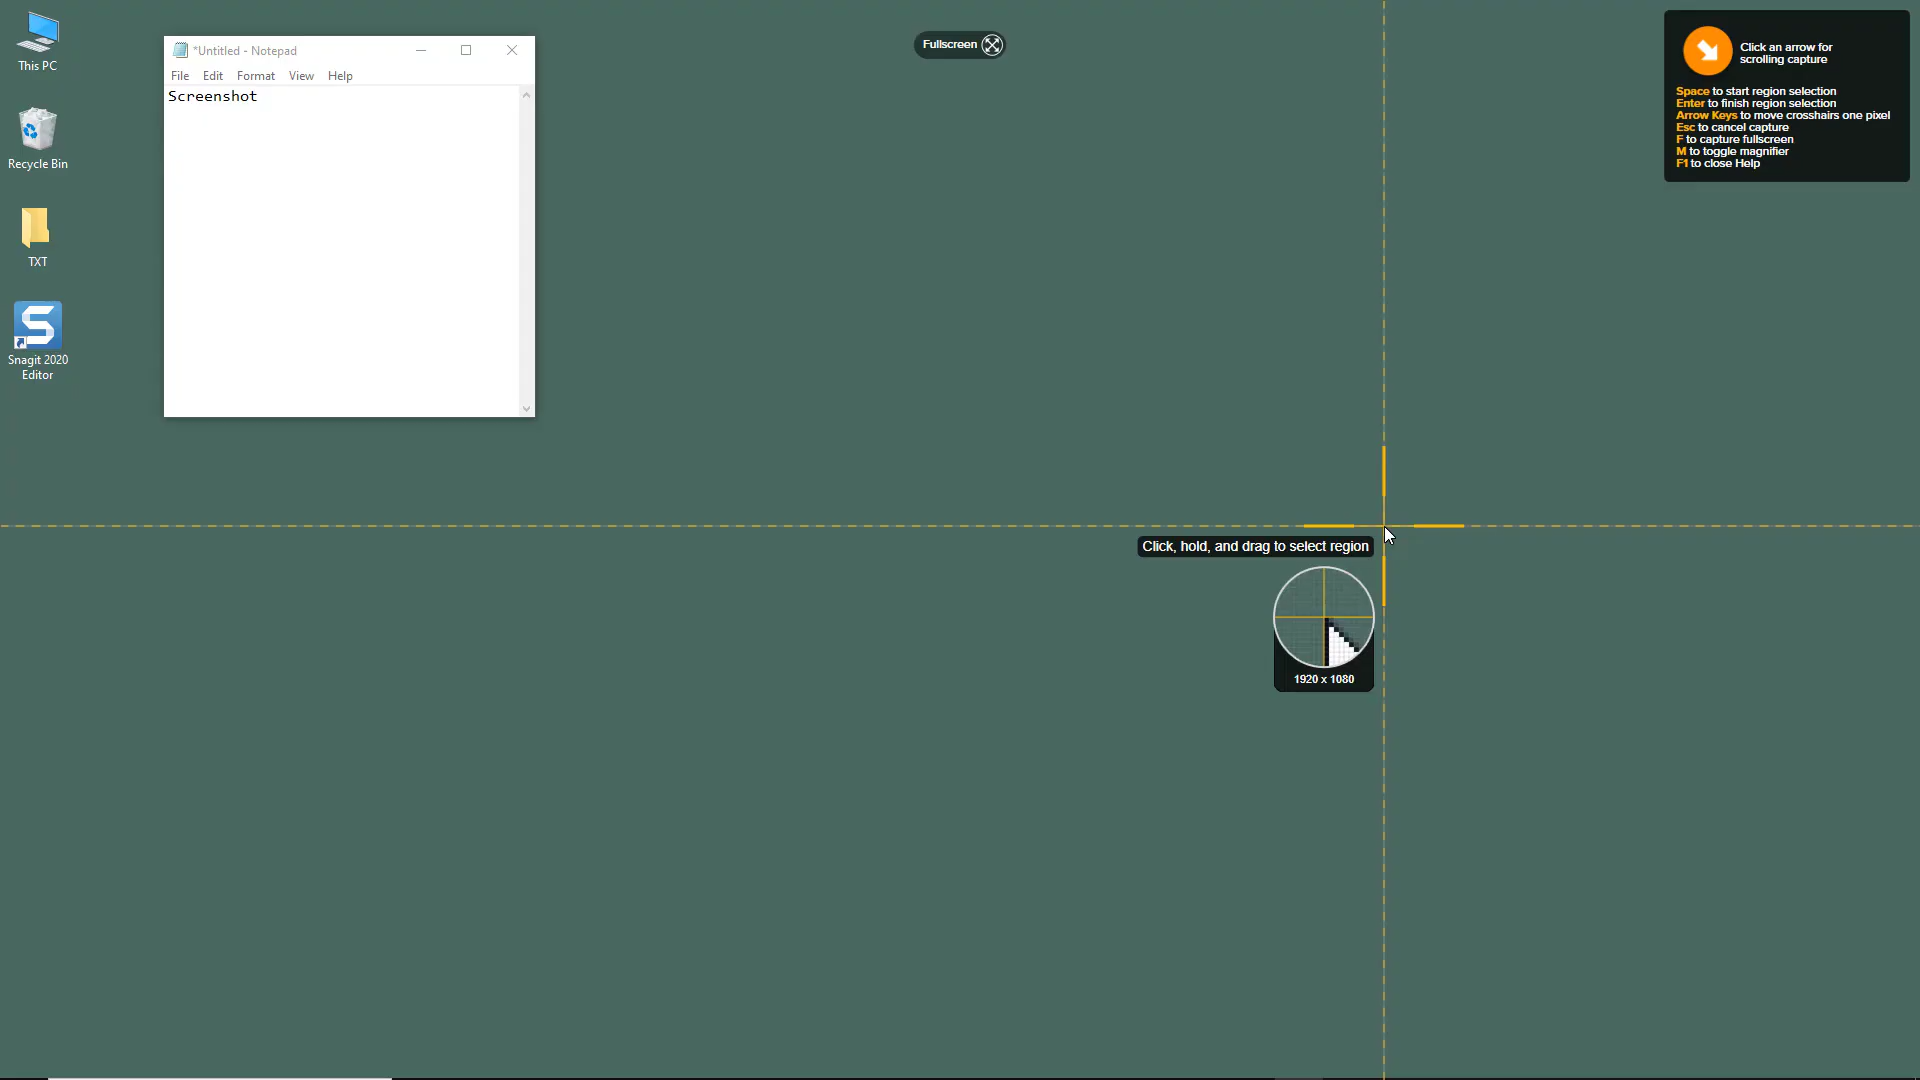 This PC
Recycle Bin
TXT
Snagit 2020
Editor
*Untitled - Notepad
File Edit Format View Help
Screenshot
Fullscreen
Click an arrow for
scrolling capture
Space to start region selection
Enter to finish region selection
Arrow Keys to move crosshairs one pixel
Esc to cancel capture
F to capture fullscreen
M to toggle magnifier
F1 to close Help
Click, hold, and drag to select region
1920 x 1080